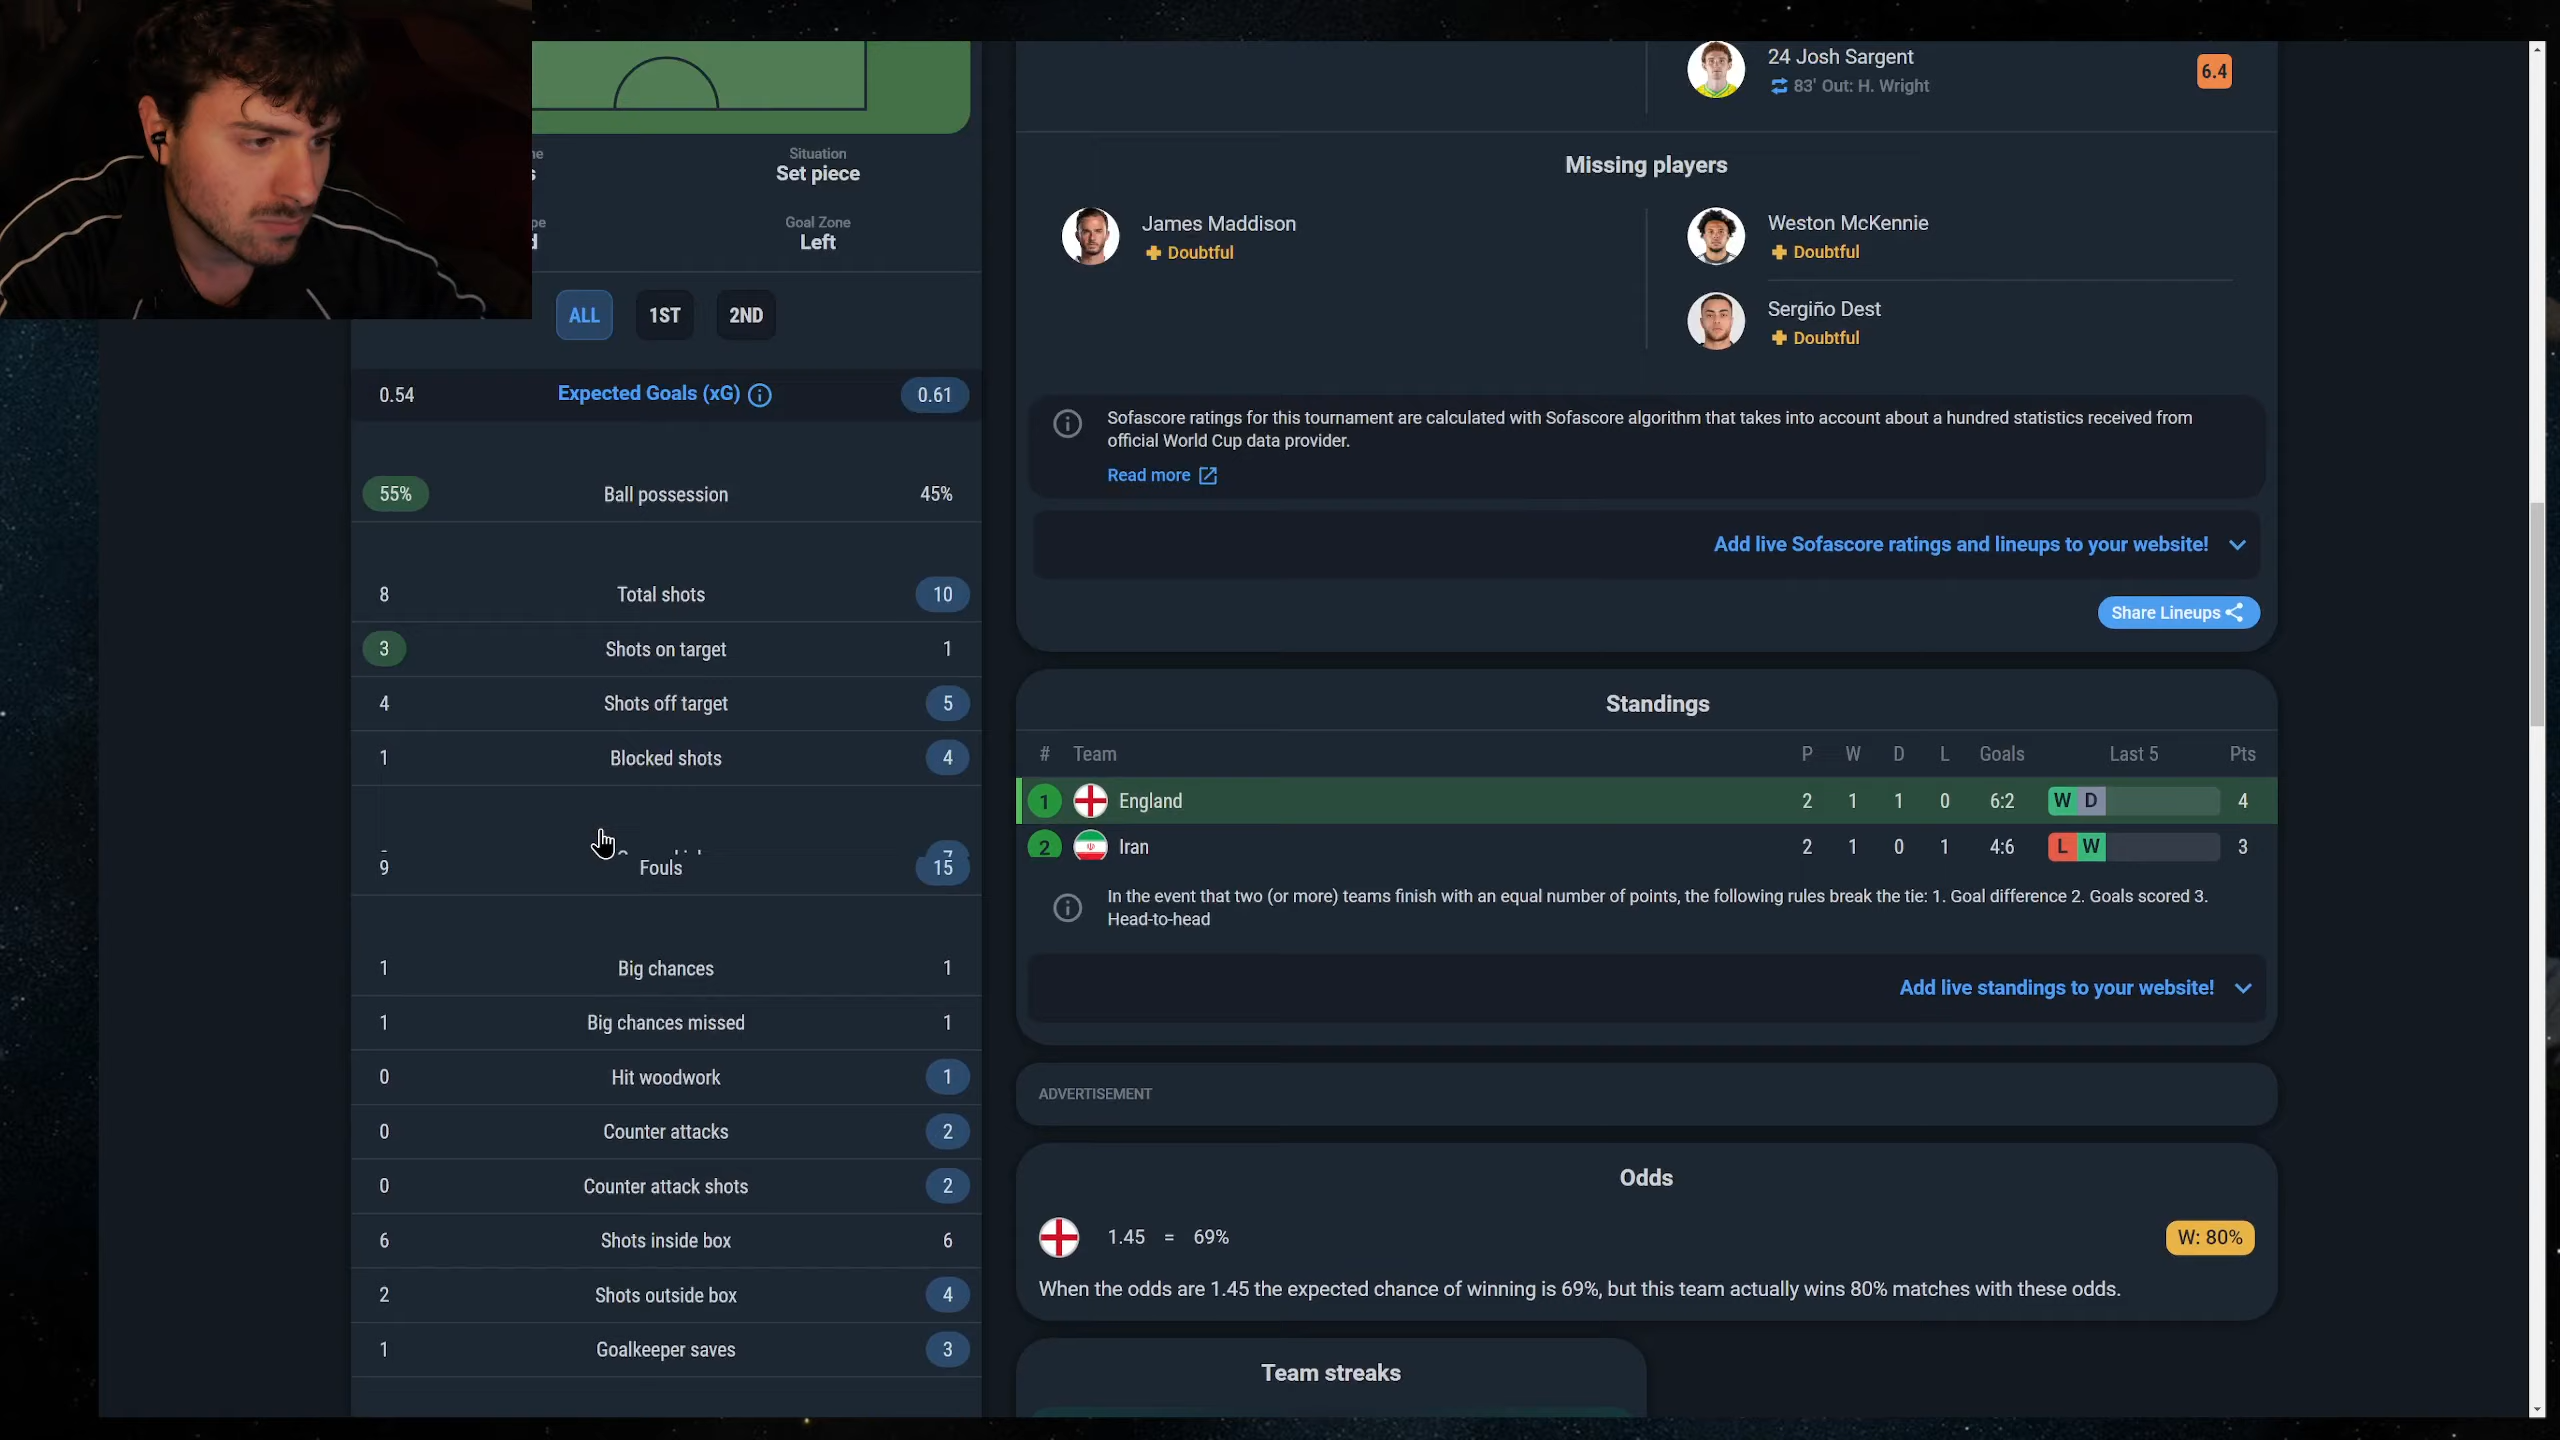 Situation
Set piece
Goal Zone
Left
ALL 1ST 2ND
0.54 Expected Goals (xG) 0.61
55% Ball possession 45%
8 Total shots 10
3 Shots on target 1
4 Shots off target 5
1 Blocked shots 4
9 Fouls 15
1 Big chances 1
1 Big chances missed 1
0 Hit woodwork 1
0 Counter attacks 2
0 Counter attack shots 2
6 Shots inside box 6
2 Shots outside box 4
1 Goalkeeper saves 3
24 Josh Sargent 6.4
83' Out: H. Wright
Missing players
James Maddison
Doubtful
Weston McKennie
Doubtful
Sergiño Dest
Doubtful
Sofascore ratings for this tournament are calculated with Sofascore algorithm that takes into account about a hundred statistics received from
official World Cup data provider.
Read more
Add live Sofascore ratings and lineups to your website!
Share Lineups
Standings
# Team P W D L Goals Last 5 Pts
1 England 2 1 1 0 6:2 W D 4
2 Iran 2 1 0 1 4:6 L W 3
In the event that two (or more) teams finish with an equal number of points, the following rules break the tie: 1. Goal difference 2. Goals scored 3.
Head-to-head
Add live standings to your website!
ADVERTISEMENT
Odds
1.45 = 69% W: 80%
When the odds are 1.45 the expected chance of winning is 69%, but this team actually wins 80% matches with these odds.
Team streaks